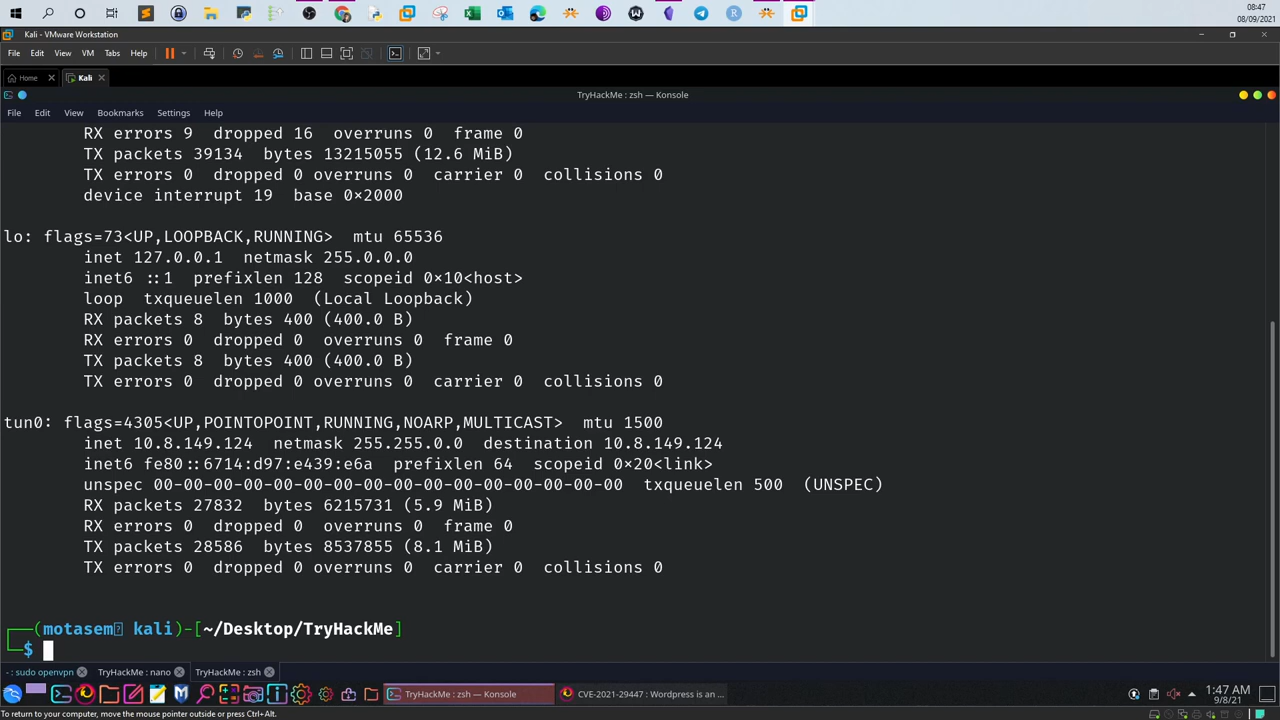 08:47
08/09/2021
Kali - VMware Workstation
File Edit View VM Tabs Help
Home Kali
TryHackMe : zsh — Konsole
File Edit View Bookmarks Settings Help
RX errors 9 dropped 16 overruns 0 frame 0
TX packets 39134 bytes 13215055 (12.6 MiB)
TX errors 0 dropped 0 overruns 0 carrier 0 collisions 0
device interrupt 19 base 0×2000
lo: flags=73<UP,LOOPBACK,RUNNING> mtu 65536
inet 127.0.0.1 netmask 255.0.0.0
inet6 ::1 prefixlen 128 scopeid 0×10<host>
loop txqueuelen 1000 (Local Loopback)
RX packets 8 bytes 400 (400.0 B)
RX errors 0 dropped 0 overruns 0 frame 0
TX packets 8 bytes 400 (400.0 B)
TX errors 0 dropped 0 overruns 0 carrier 0 collisions 0
tun0: flags=4305<UP,POINTOPOINT,RUNNING,NOARP,MULTICAST> mtu 1500
inet 10.8.149.124 netmask 255.255.0.0 destination 10.8.149.124
inet6 fe80::6714:d97:e439:e6a prefixlen 64 scopeid 0×20<link>
unspec 00-00-00-00-00-00-00-00-00-00-00-00-00-00-00-00 txqueuelen 500 (UNSPEC)
RX packets 27832 bytes 6215731 (5.9 MiB)
RX errors 0 dropped 0 overruns 0 frame 0
TX packets 28586 bytes 8537855 (8.1 MiB)
TX errors 0 dropped 0 overruns 0 carrier 0 collisions 0
(motasem kali)-[~/Desktop/TryHackMe]
$
- : sudo openvpn TryHackMe : nano TryHackMe : zsh
TryHackMe : zsh — Konsole CVE-2021-29447 : Wordpress is an ... 1:47 AM
9/8/21
To return to your computer, move the mouse pointer outside or press Ctrl+Alt.